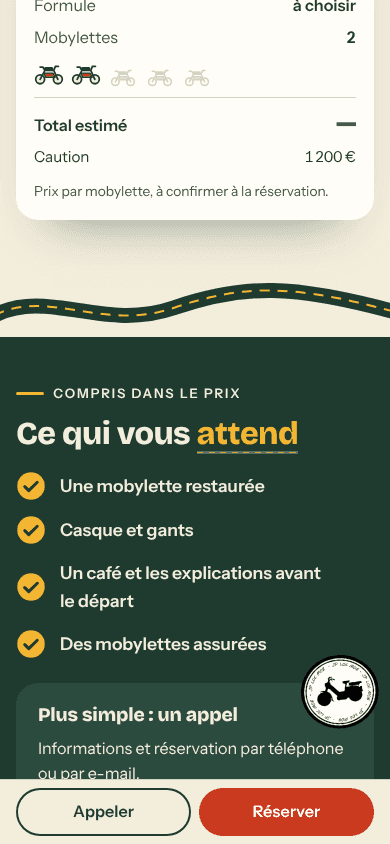 Formule à choisir
Mobylettes 2
Total estimé —
Caution 1 200 €
Prix par mobylette, à confirmer à la réservation.
COMPRIS DANS LE PRIX
Ce qui vous attend
Une mobylette restaurée
Casque et gants
Un café et les explications avant
le départ
Des mobylettes assurées
Plus simple : un appel
Informations et réservation par téléphone
ou par e-mail.
Appeler Réserver